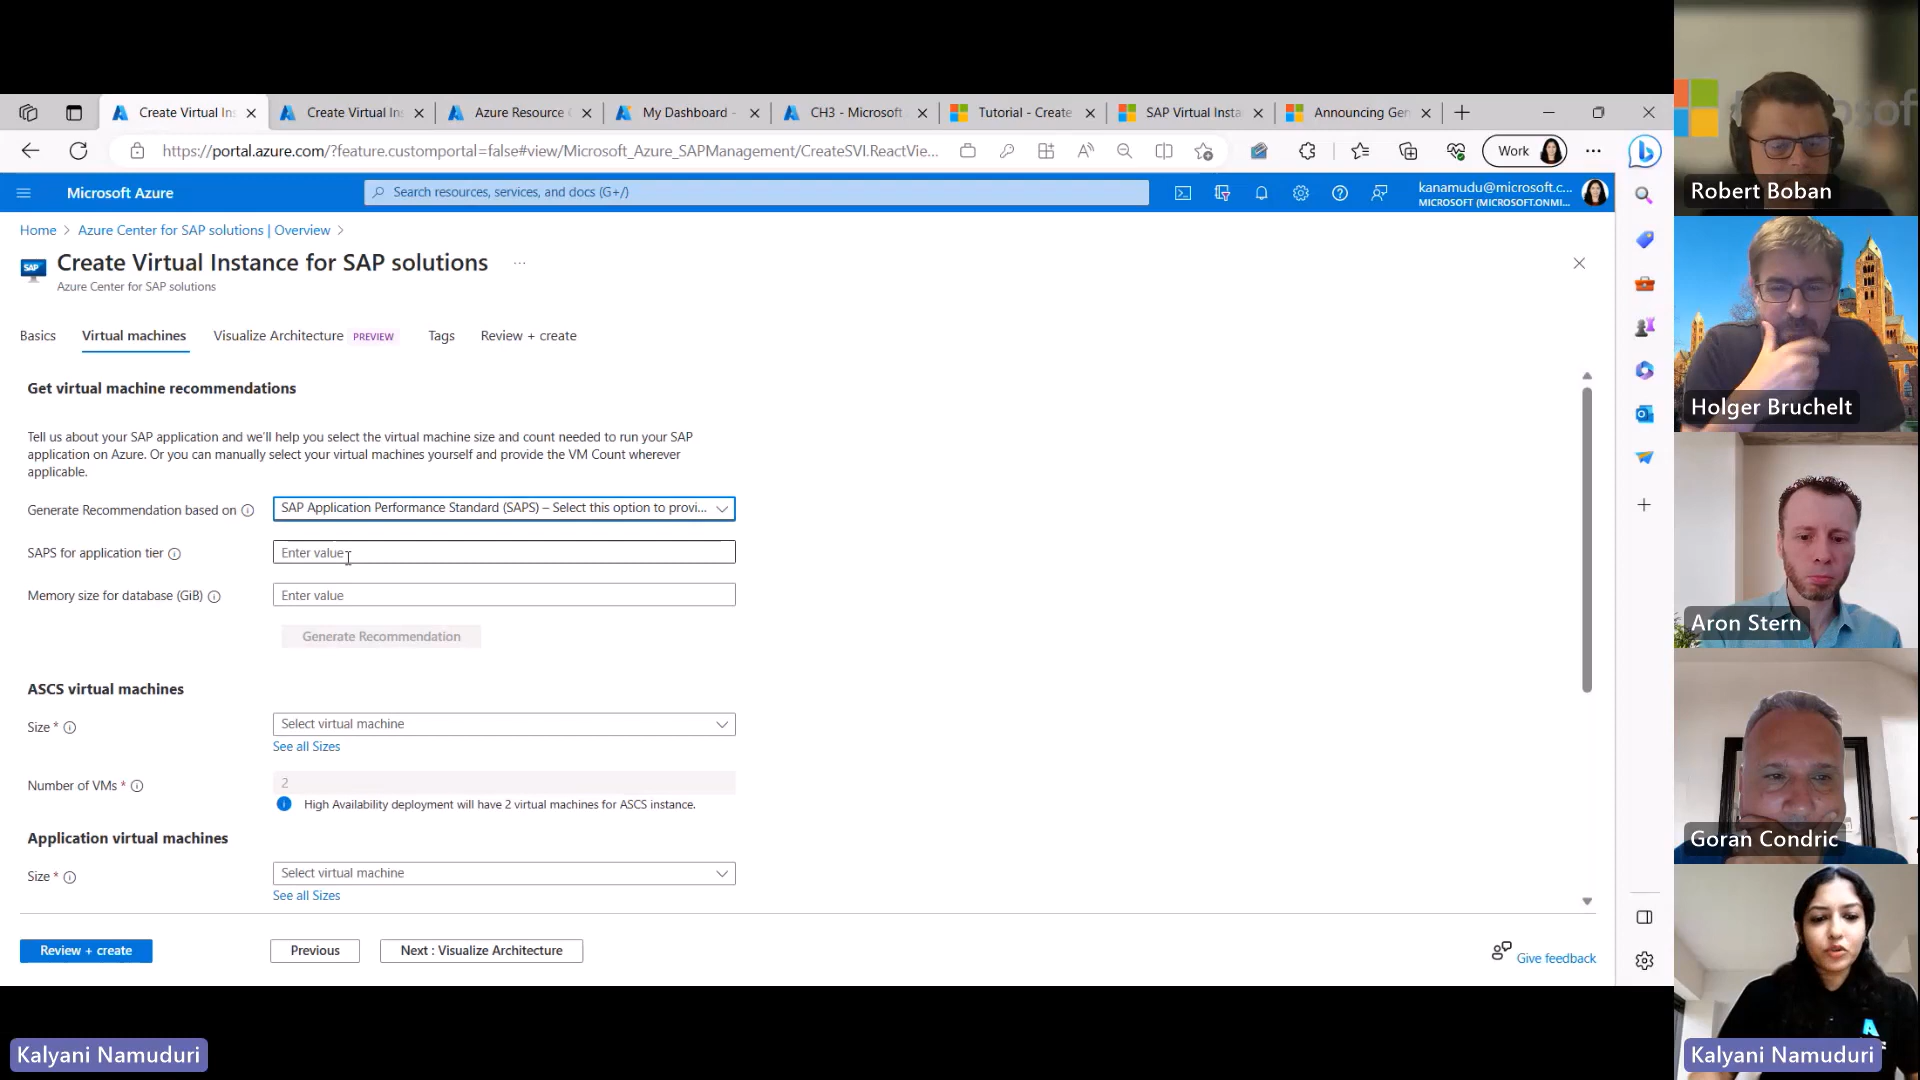 Create Virtual Ins
Create Virtual In
Azure Resource
My Dashboard -
CH3 - Microsoft
Tutorial - Create
SAP Virtual Insta
Announcing Gen
https://portal.azure.com/?feature.customportal=false#view/Microsoft_Azure_SAPManagement/CreateSVI.ReactVie...
Work
Microsoft Azure
Search resources, services, and docs (G+/)
kanamudu@microsoft.c...
MICROSOFT (MICROSOFT.ONMI...
Home > Azure Center for SAP solutions | Overview >
SAP
Create Virtual Instance for SAP solutions ...
Azure Center for SAP solutions
Basics
Virtual machines
Visualize Architecture PREVIEW
Tags
Review + create
Get virtual machine recommendations
Tell us about your SAP application and we'll help you select the virtual machine size and count needed to run your SAP
application on Azure. Or you can manually select your virtual machines yourself and provide the VM Count wherever
applicable.
Generate Recommendation based on
SAP Application Performance Standard (SAPS) – Select this option to provi...
SAPS for application tier
Enter value
Memory size for database (GiB)
Enter value
Generate Recommendation
ASCS virtual machines
Size *
Select virtual machine
See all Sizes
Number of VMs *
2
High Availability deployment will have 2 virtual machines for ASCS instance.
Application virtual machines
Size *
Select virtual machine
See all Sizes
Review + create
Previous
Next : Visualize Architecture
Give feedback
Robert Boban
Holger Bruchelt
Aron Stern
Goran Condric
Kalyani Namuduri
Kalyani Namuduri